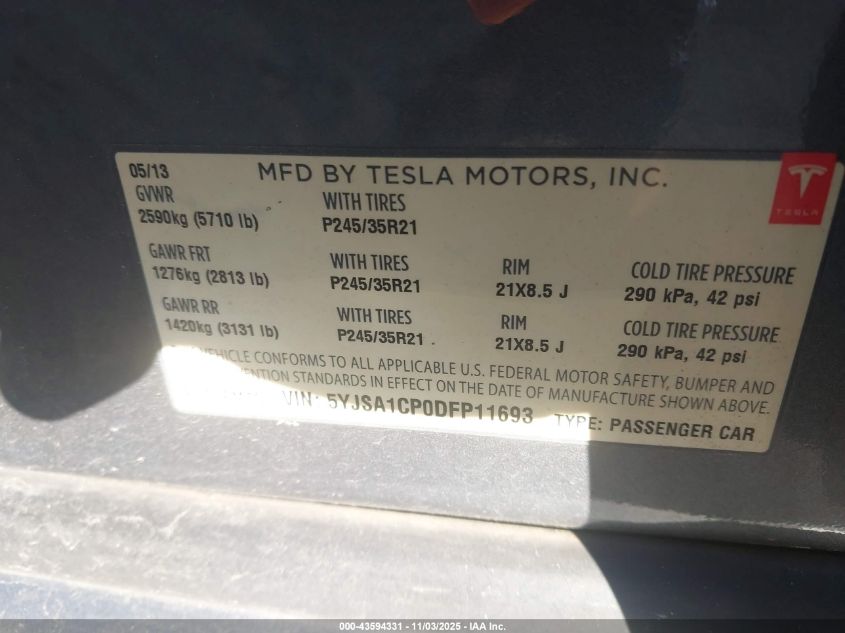 05/13 MFD BY TESLA MOTORS, INC.
GVWR WITH TIRES
2590kg (5710 lb) P245/35R21
GAWR FRT WITH TIRES RIM COLD TIRE PRESSURE
1276kg (2813 lb) P245/35R21 21X8.5 J 290 kPa, 42 psi
GAWR RR WITH TIRES RIM COLD TIRE PRESSURE
1420kg (3131 lb) P245/35R21 21X8.5 J 290 kPa, 42 psi
VEHICLE CONFORMS TO ALL APPLICABLE U.S. FEDERAL MOTOR SAFETY, BUMPER AND
STANDARDS IN EFFECT ON THE DATE OF MANUFACTURE SHOWN ABOVE.
VIN: 5YJSA1CP0DFP11693 TYPE: PASSENGER CAR
TESLA
000-43594331 - 11/03/2025 - IAA Inc.